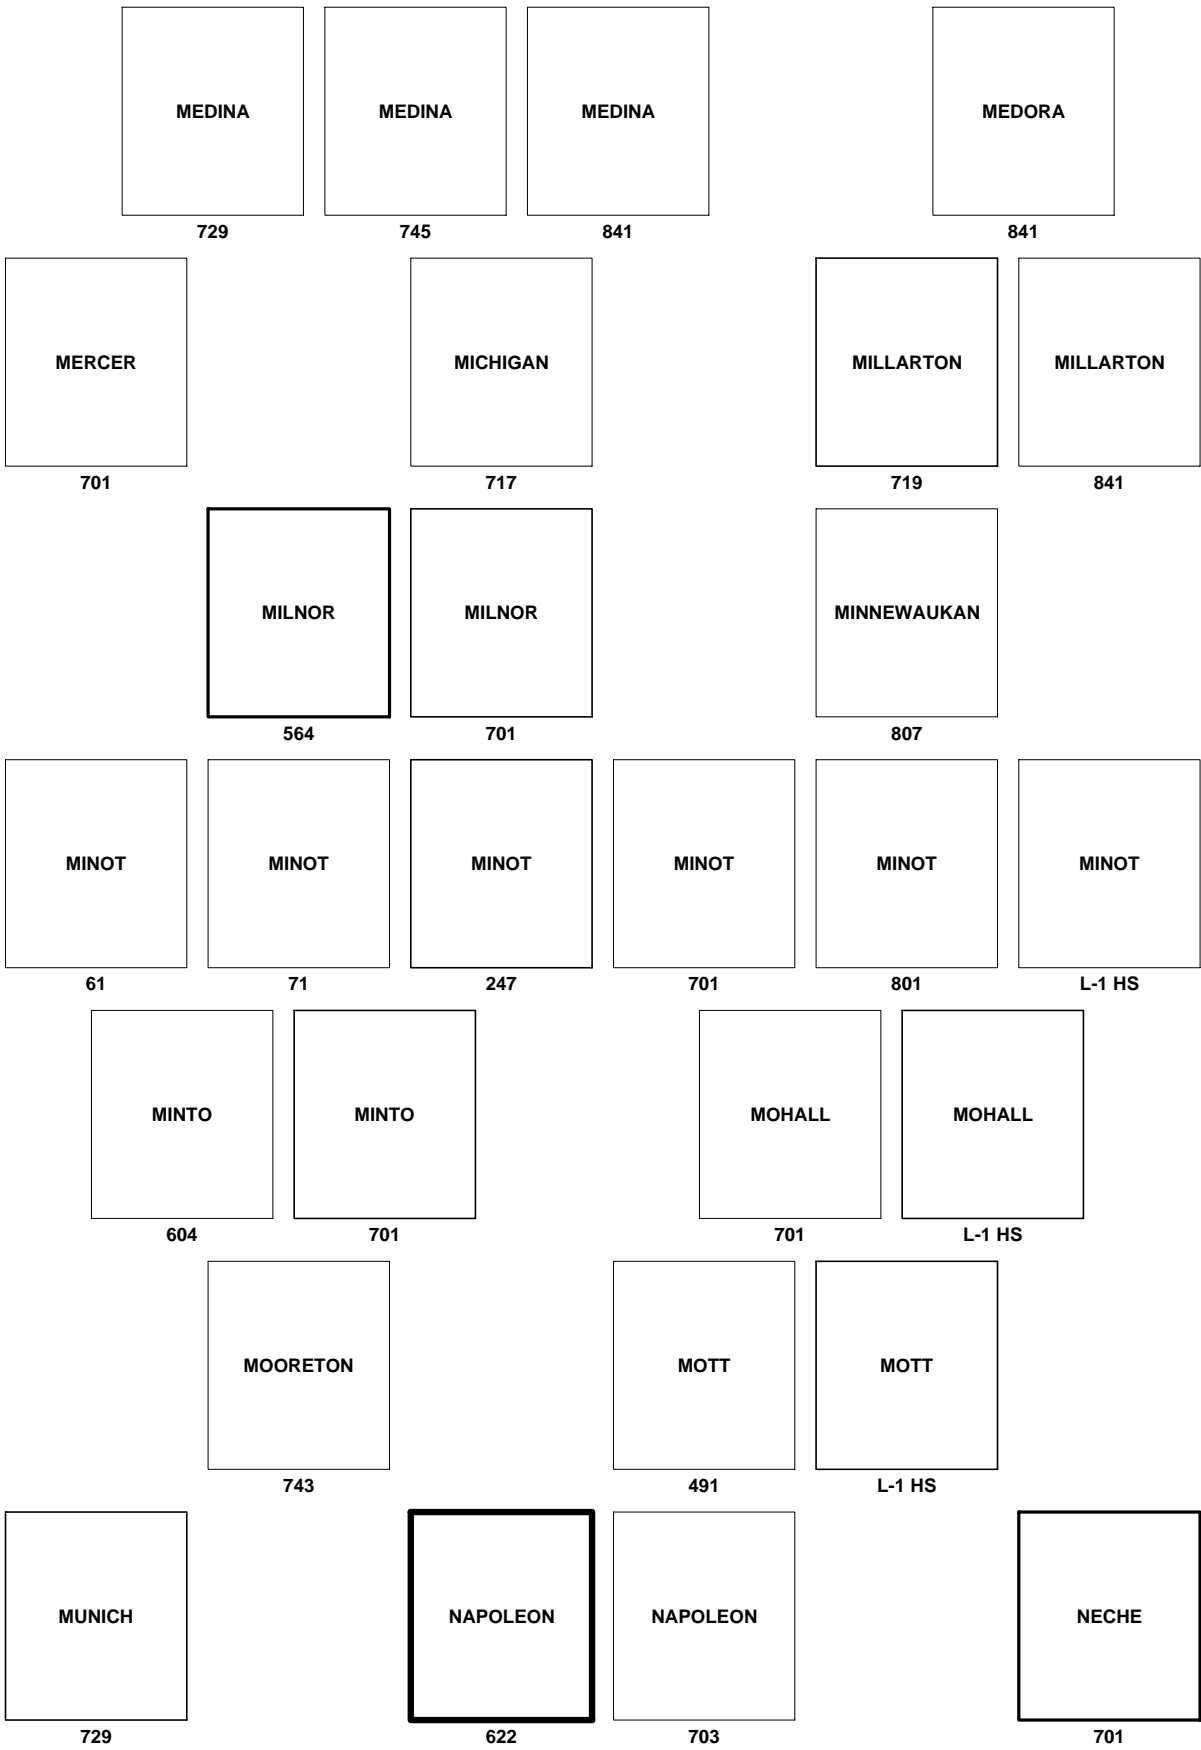 MEDINA MEDINA MEDINA MEDORA
729 745 841 841
MERCER MICHIGAN MILLARTON MILLARTON
701 717 719 841
MILNOR MILNOR MINNEWAUKAN
564 701 807
MINOT MINOT MINOT MINOT MINOT MINOT
61 71 247 701 801 L-1 HS
MINTO MINTO MOHALL MOHALL
604 701 701 L-1 HS
MOORETON MOTT MOTT
743 491 L-1 HS
MUNICH NAPOLEON NAPOLEON NECHE
729 622 703 701